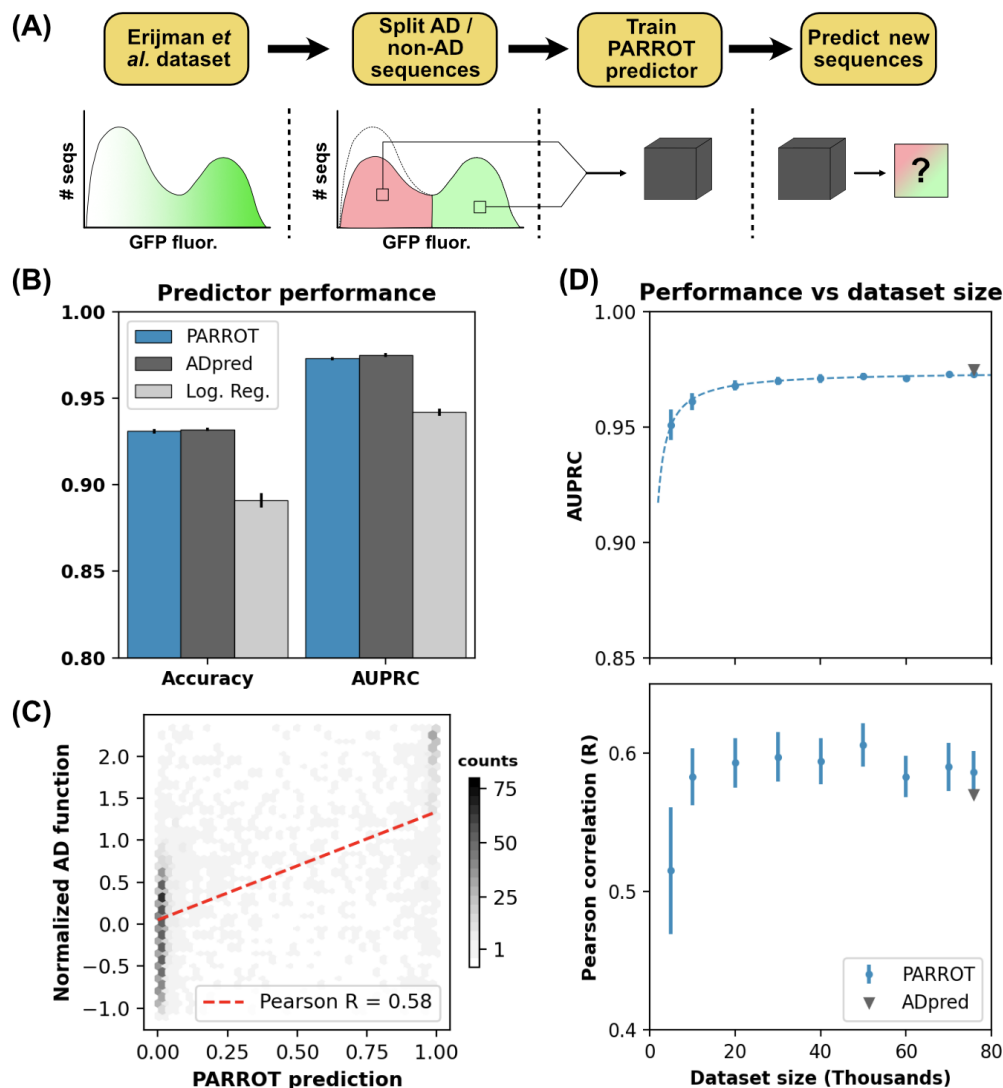 (A)
Erijman et
al. dataset
Split AD /
non-AD
sequences
Train
PARROT
predictor
Predict new
sequences
# seqs
GFP fluor.
# seqs
GFP fluor.
?
(B)
Predictor performance
1.00
0.95
0.90
0.85
0.80
PARROT
ADpred
Log. Reg.
Accuracy
AUPRC
(C)
Normalized AD function
2.0
1.5
1.0
0.5
0.0
−0.5
−1.0
Pearson R = 0.58
0.00
0.25
0.50
0.75
1.00
PARROT prediction
counts
75
50
25
1
(D)
Performance vs dataset size
AUPRC
1.00
0.95
0.90
0.85
Pearson correlation (R)
0.6
0.5
0.4
PARROT
ADpred
0
20
40
60
80
Dataset size (Thousands)